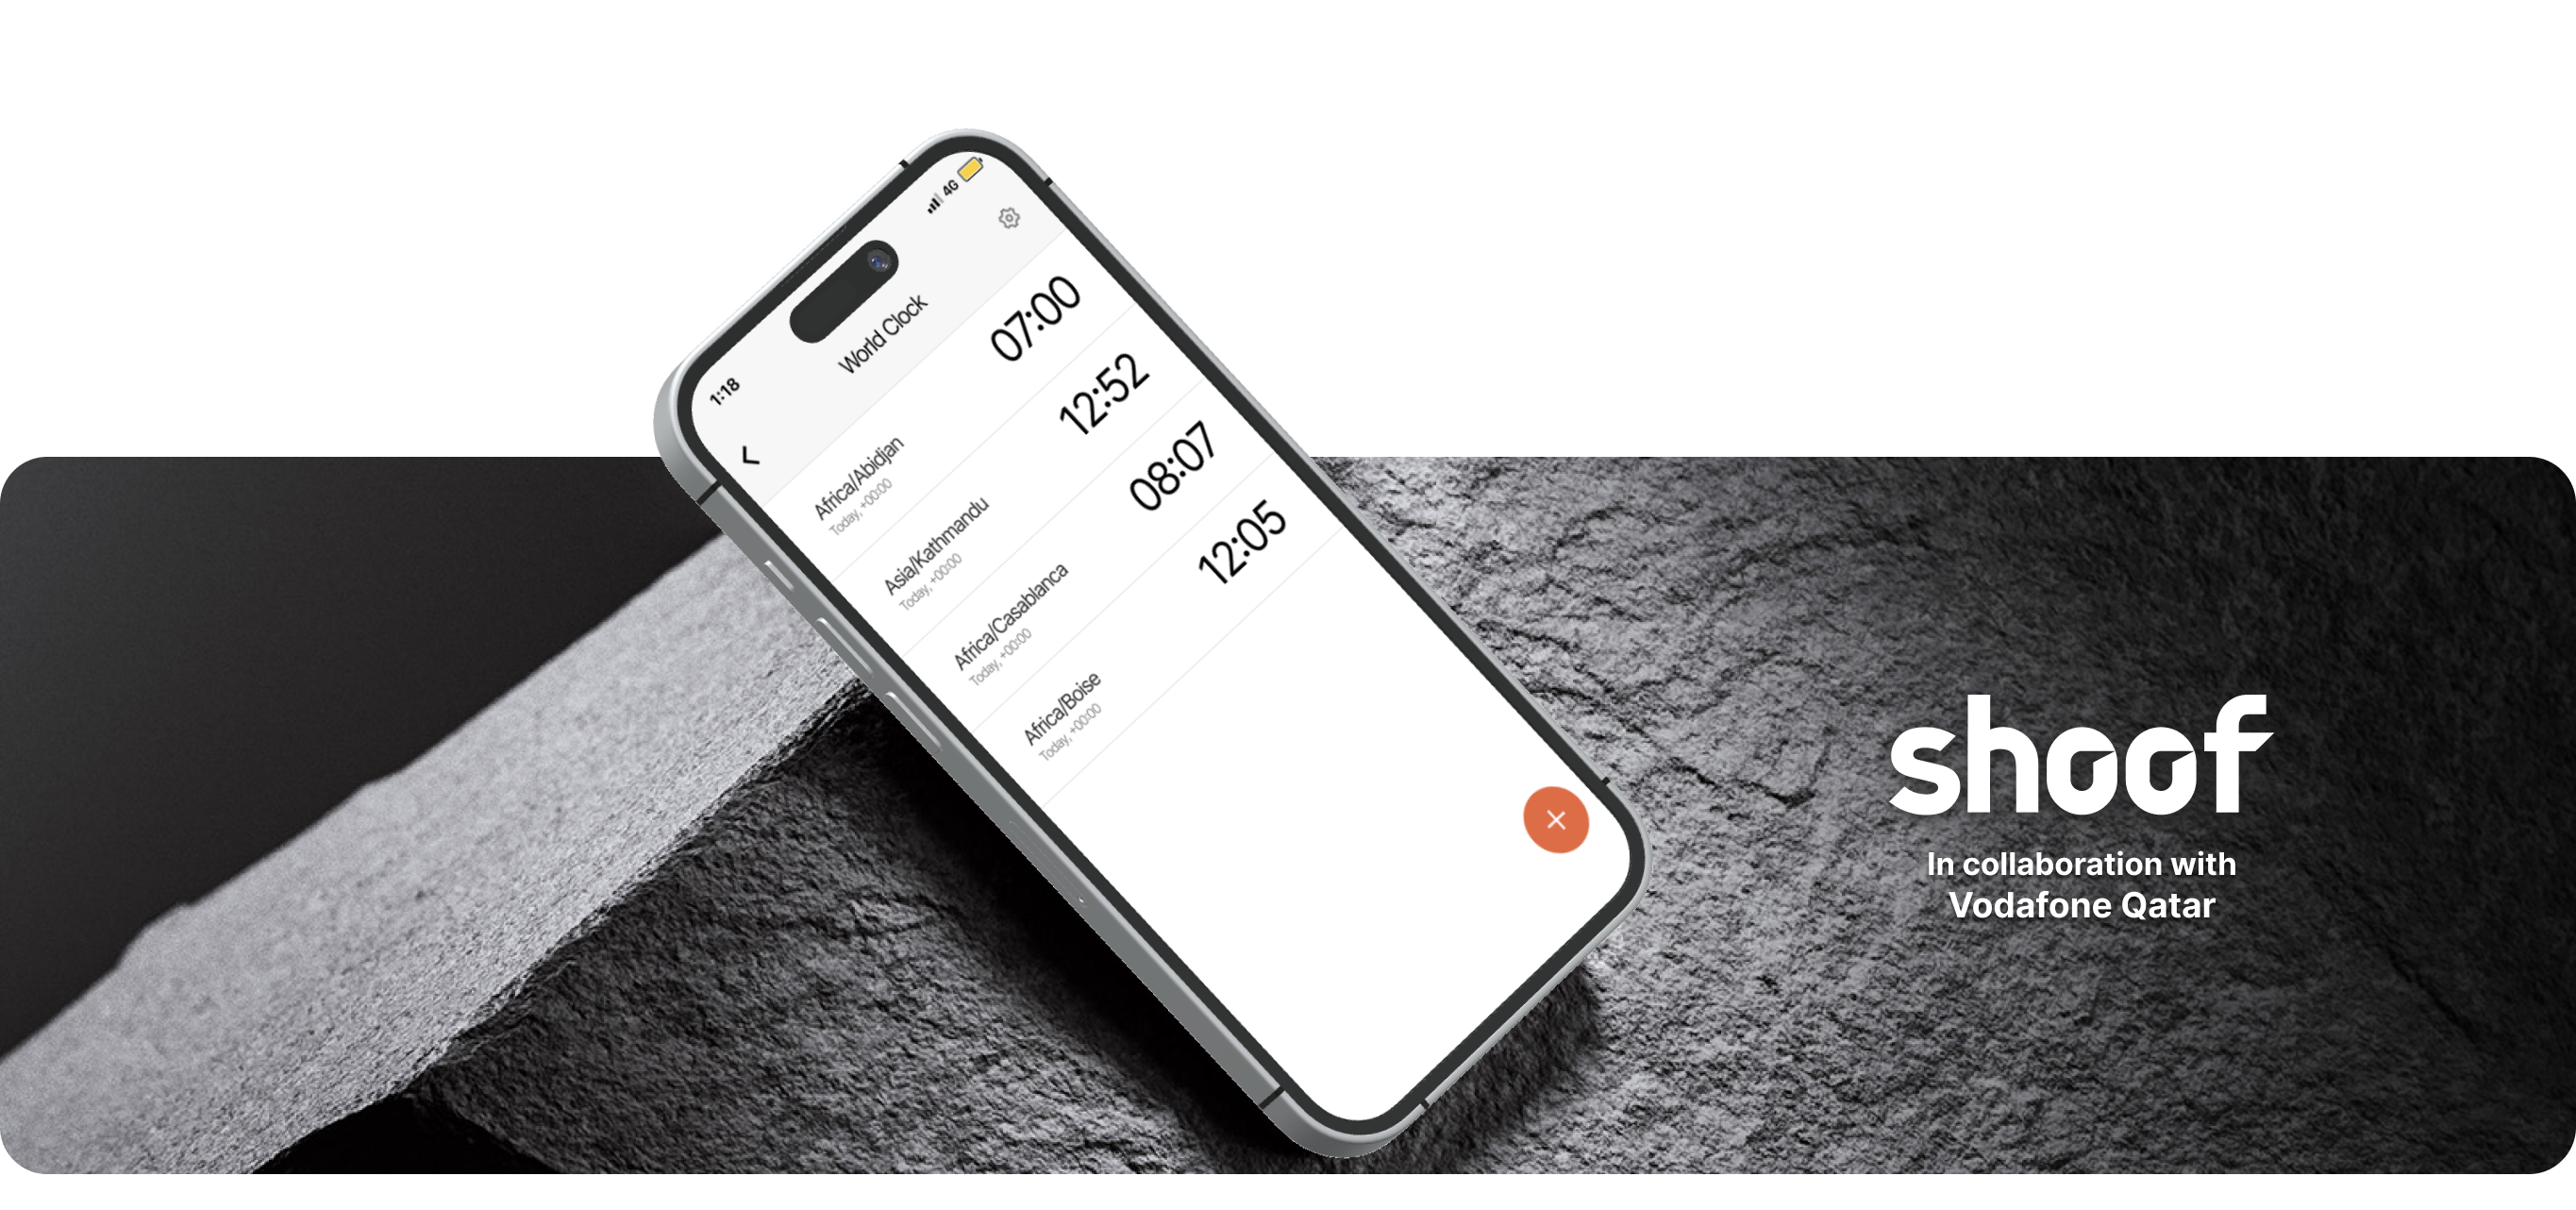 1:18
4G
World Clock
Africa/Abidjan
Today, +00:00
07:00
Asia/Kathmandu
Today, +00:00
12:52
Africa/Casablanca
Today, +00:00
08:07
Africa/Boise
Today, +00:00
12:05
shoof
In collaboration with
Vodafone Qatar